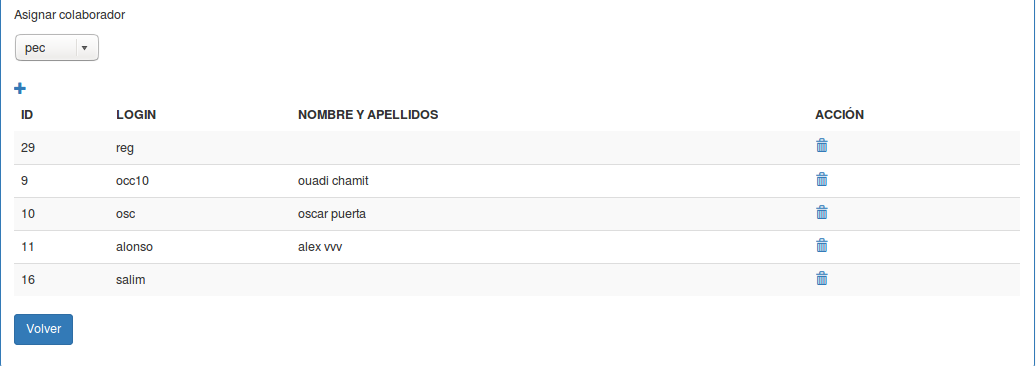 Asignar colaborador
pec
ID LOGIN NOMBRE Y APELLIDOS ACCIÓN
29 reg
9 occ10 ouadi chamit
10 osc oscar puerta
11 alonso alex vvv
16 salim
Volver